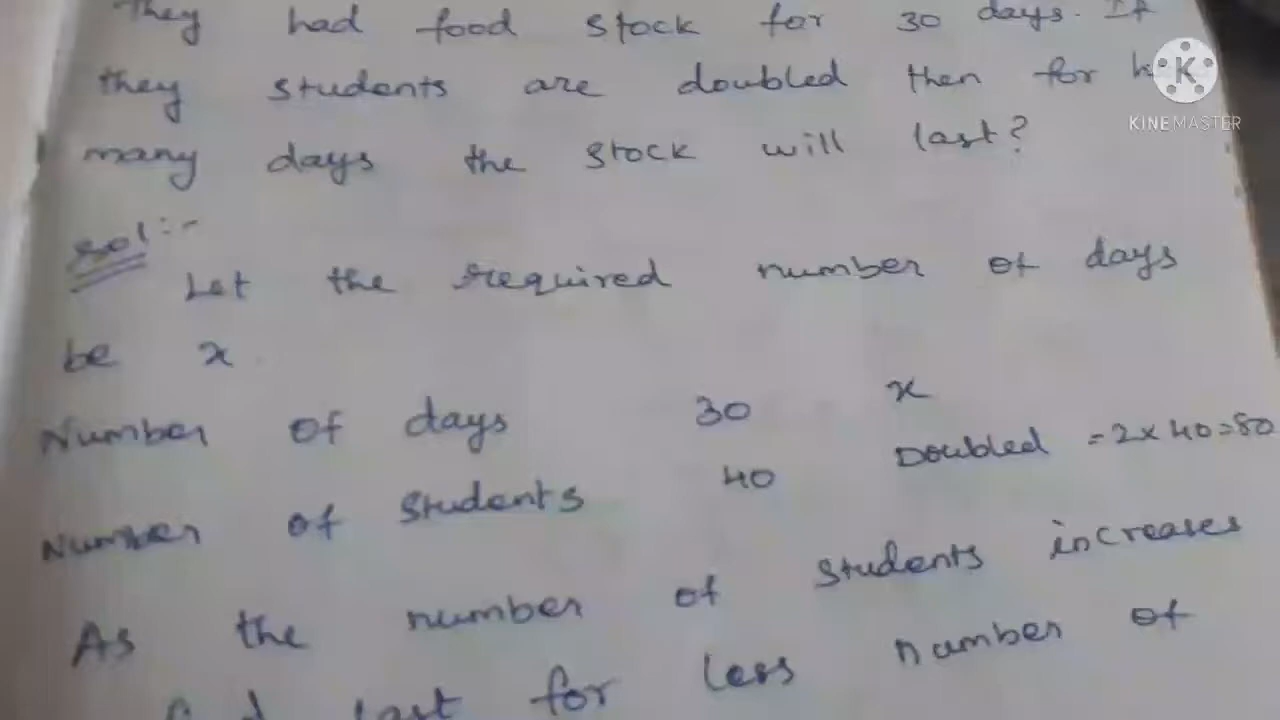 They had food stock for 30 days. If
they students are doubled then for
many days the stock will last?
Sol:-
Let the required number of days
be x
Number of days 30 x
Number of students 40 Doubled = 2 x 40 = 80
As the number of students increases
last for less number of
K
KINEMASTER